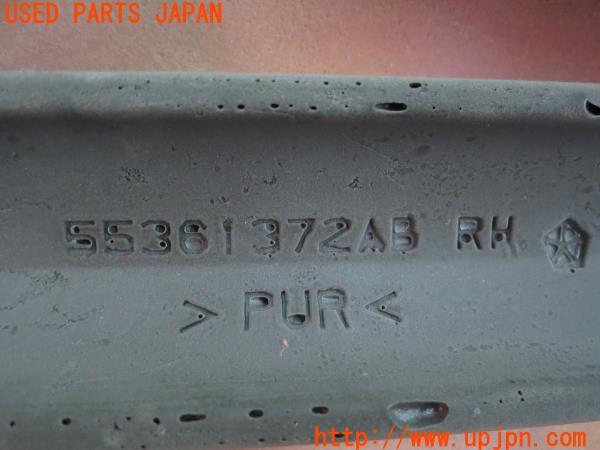 USED PARTS JAPAN
55361372AB RH
>PUR<
http://www.upjpn.com